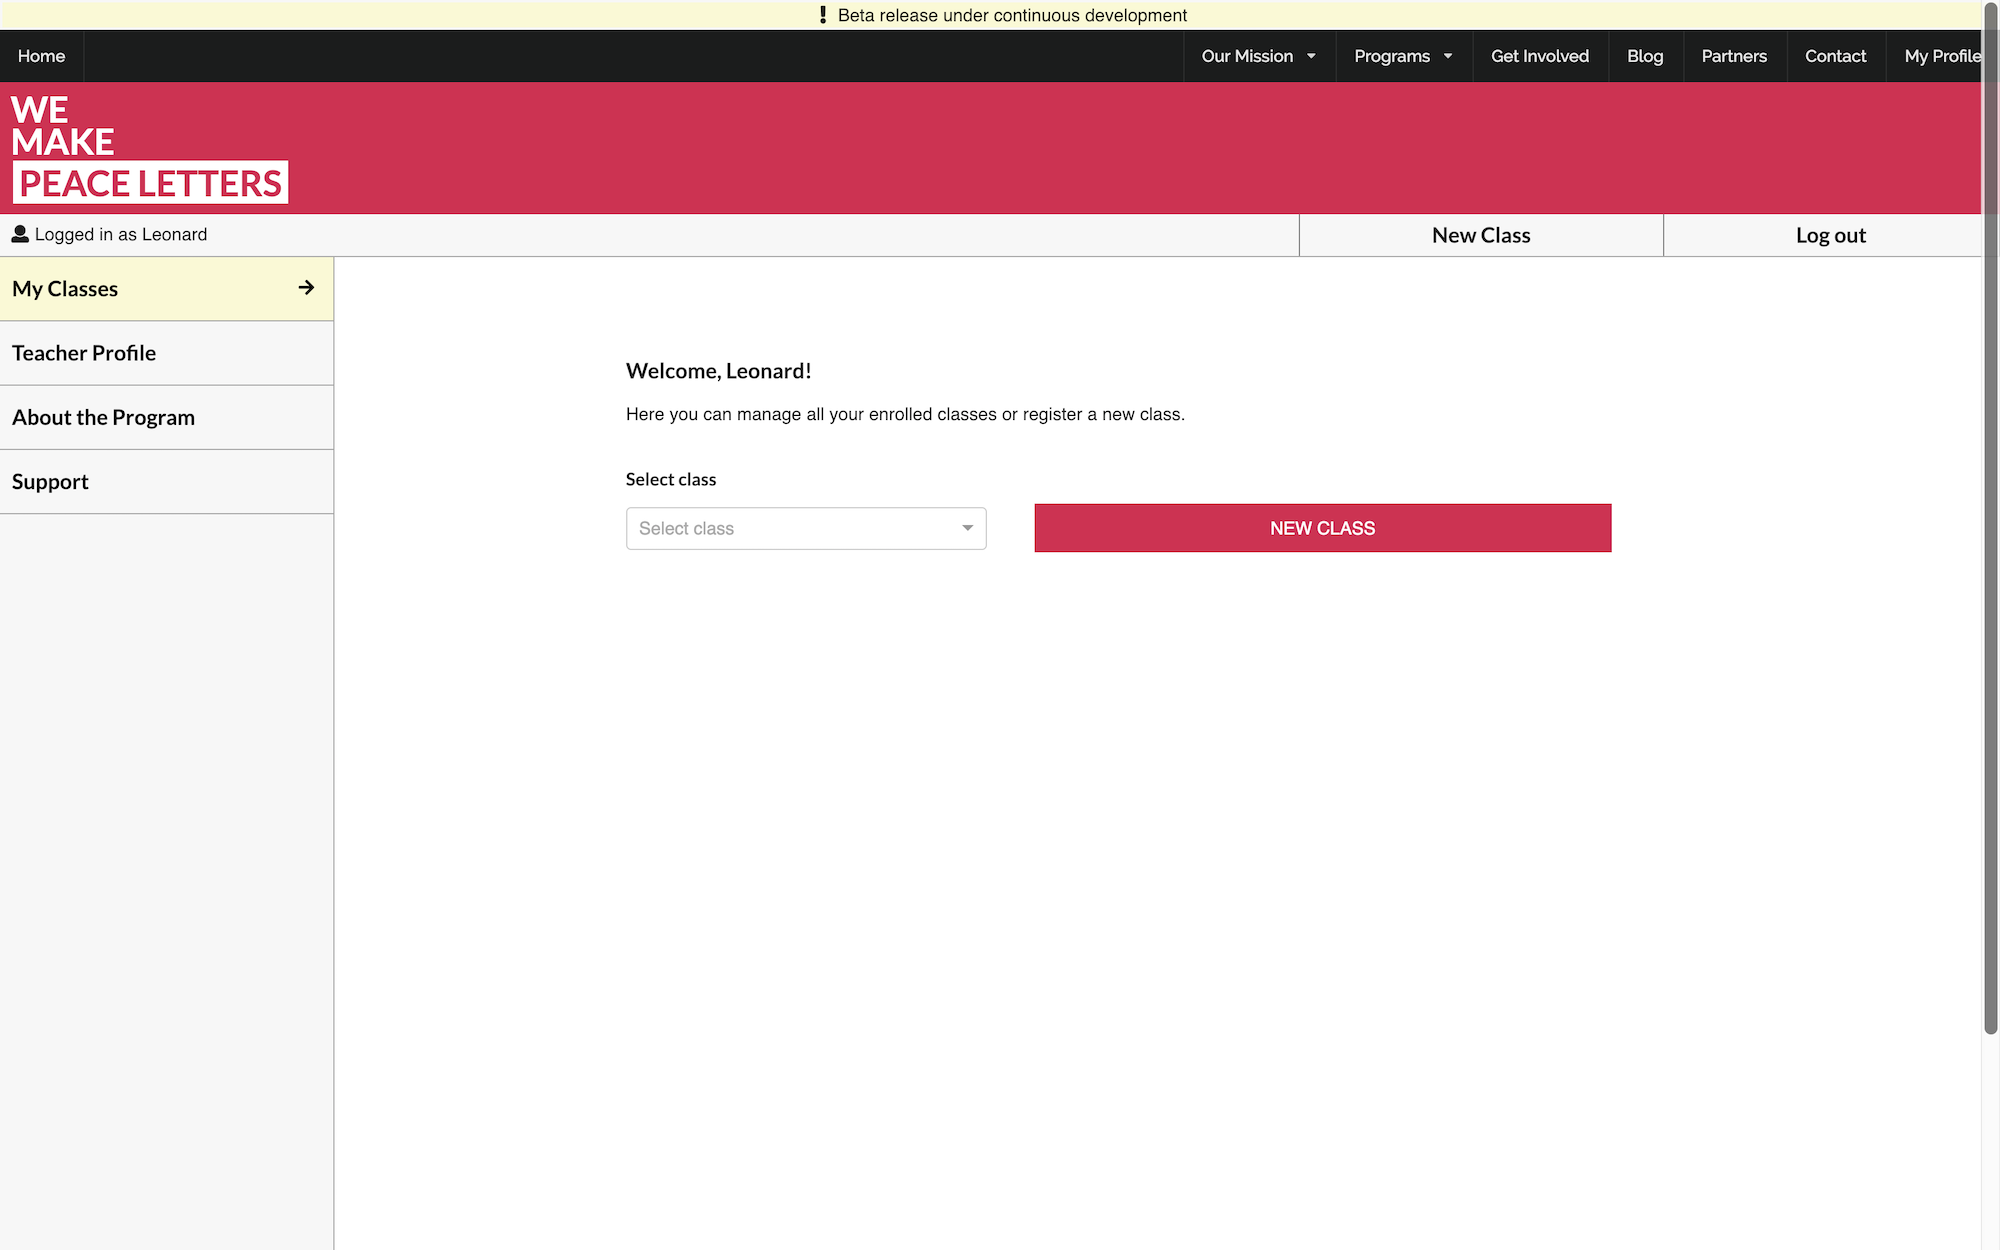 Beta release under continuous development
Home
Our Mission
Programs
Get Involved
Blog
Partners
Contact
My Profile
WE
MAKE
PEACE LETTERS
Logged in as Leonard
New Class
Log out
My Classes
Teacher Profile
About the Program
Support
Welcome, Leonard!
Here you can manage all your enrolled classes or register a new class.
Select class
Select class
NEW CLASS